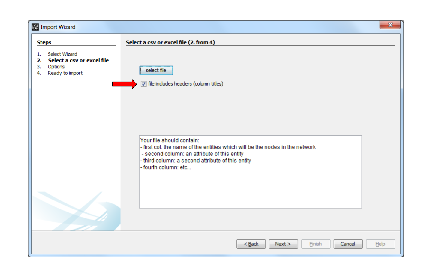 Import Wizard
Steps
1. Select Wizard
2. Select a csv or excel file
3. Options
4. Ready to import
Select a csv or excel file (2. from 4)
select file
file includes headers (column titles)
Your file should contain:
- first col. the name of the entities which will be the nodes in the network
- second column: an attribute of this entity
- third column: a second attribute of this entity
- fourth column: etc...
< Back
Next >
Finish
Cancel
Help